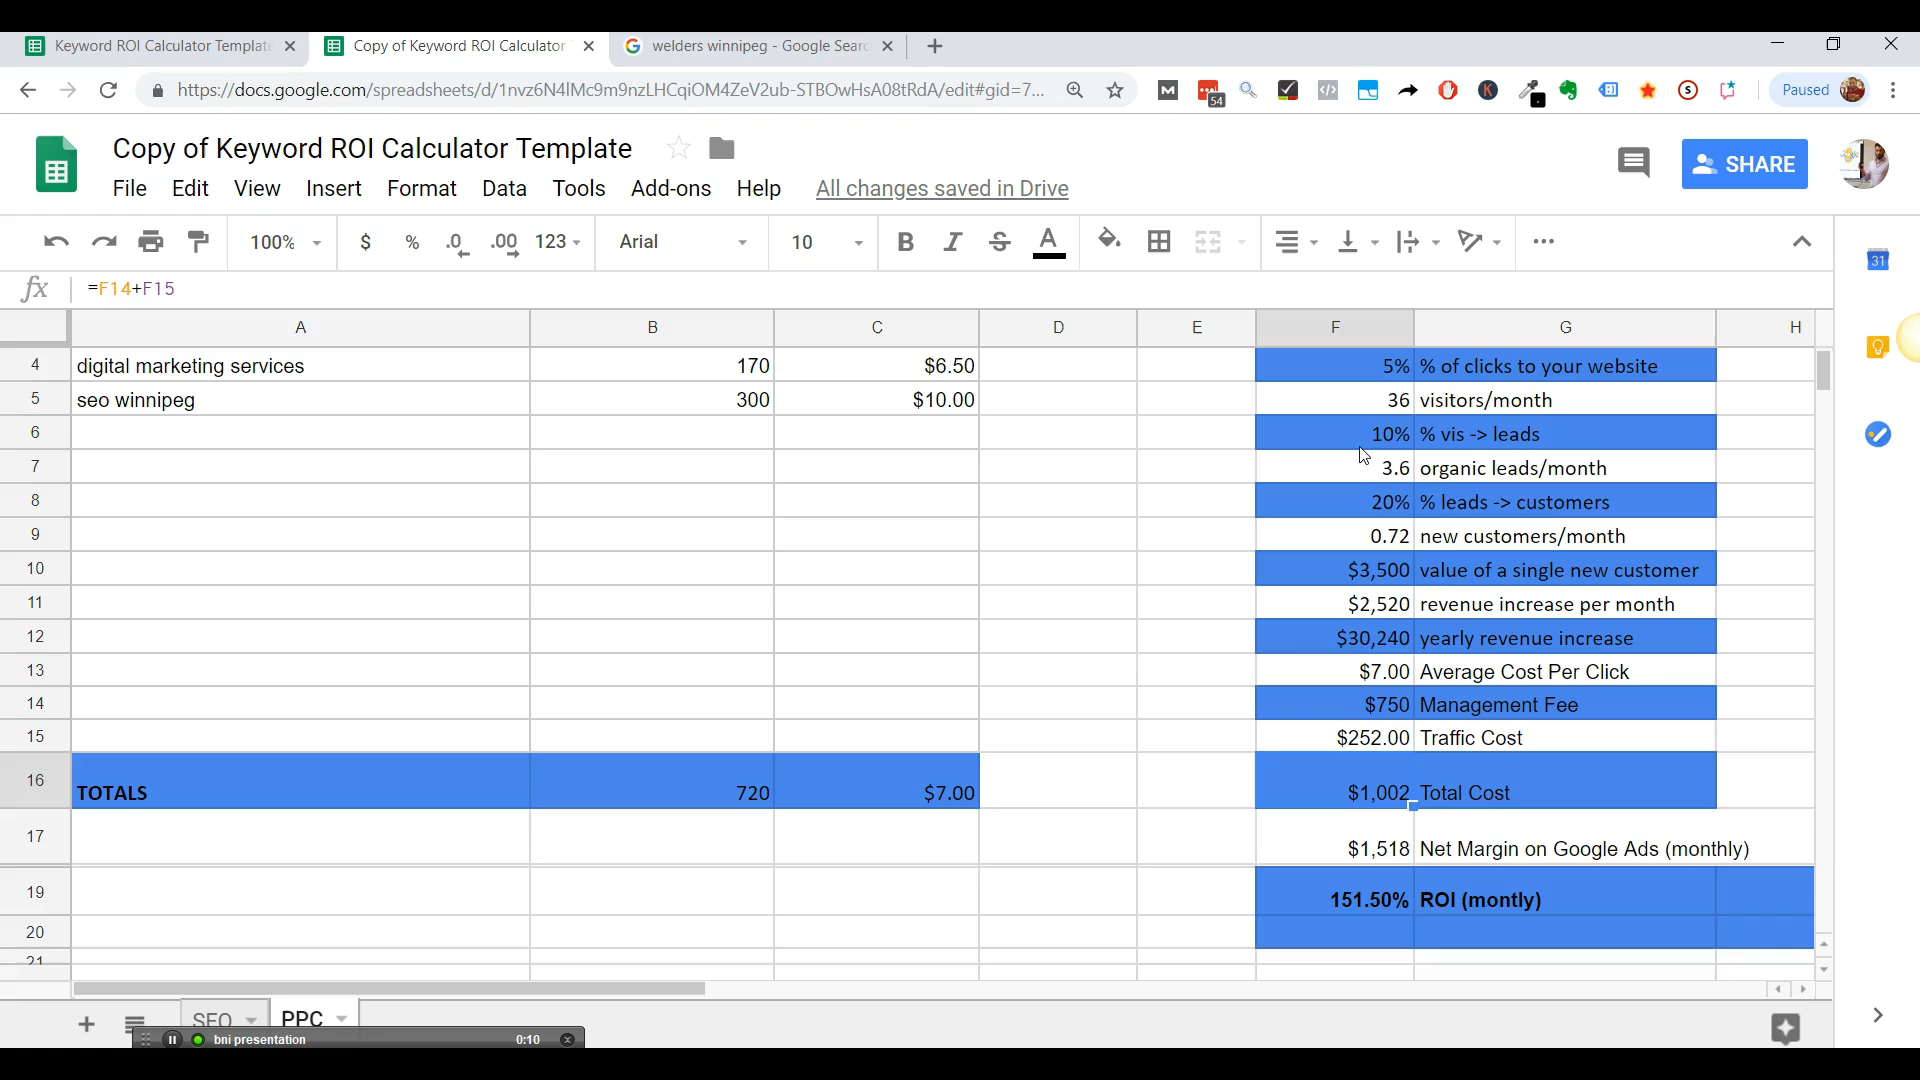 Keyword ROI Calculator Template
Copy of Keyword ROI Calculator
welders winnipeg - Google Searc
https://docs.google.com/spreadsheets/d/1nvz6N4lMc9m9nzLHCqiOM4ZeV2ub-STBOwHsA08tRdA/edit#gid=7...
54
Paused
Copy of Keyword ROI Calculator Template
SHARE
File Edit View Insert Format Data Tools Add-ons Help All changes saved in Drive
100% $ % .0 .00 123 Arial 10 B I S A
31
fx =F14+F15
A B C D E F G H
4 digital marketing services 170 $6.50 5% % of clicks to your website
5 seo winnipeg 300 $10.00 36 visitors/month
6 10% % vis -> leads
7 3.6 organic leads/month
8 20% % leads -> customers
9 0.72 new customers/month
10 $3,500 value of a single new customer
11 $2,520 revenue increase per month
12 $30,240 yearly revenue increase
13 $7.00 Average Cost Per Click
14 $750 Management Fee
15 $252.00 Traffic Cost
16 TOTALS 720 $7.00 $1,002 Total Cost
17 $1,518 Net Margin on Google Ads (monthly)
19 151.50% ROI (montly)
20
21
SEO PPC
bni presentation 0:10